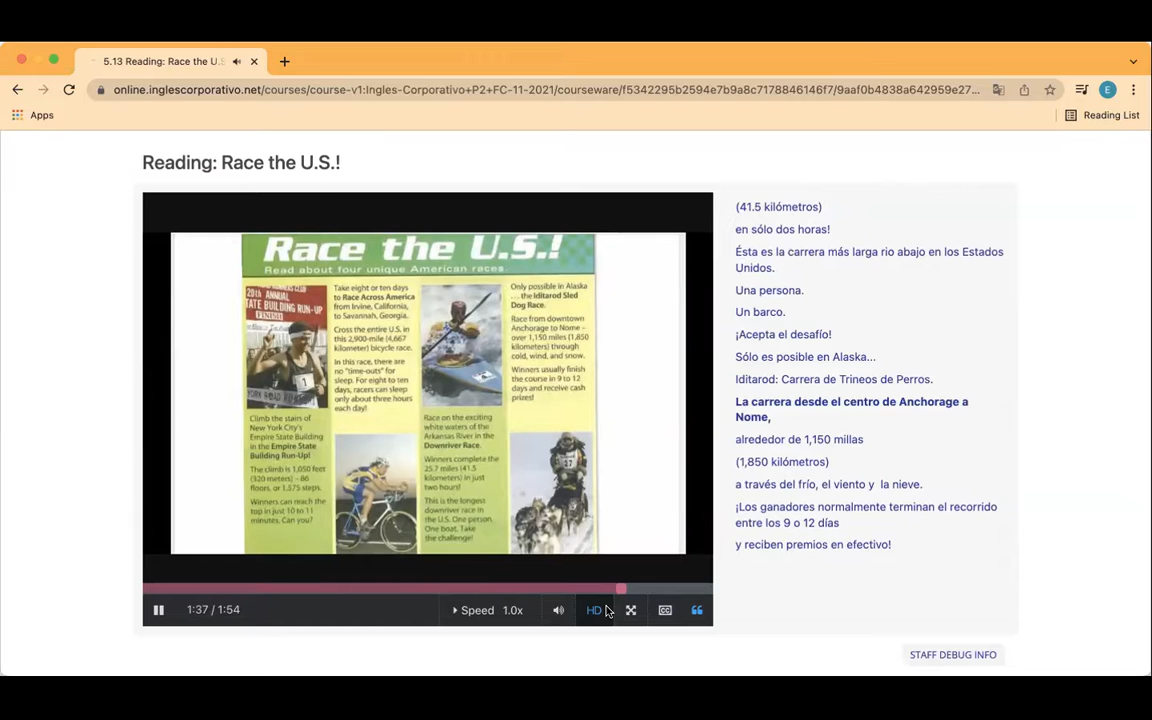 5.13 Reading: Race the U.S
online.inglescorporativo.net/courses/course-v1:Ingles-Corporativo+P2+FC-11-2021/courseware/f5342295b2594e7b9a8c7178846146f7/9aaf0b4838a642959e27...
E
Apps
Reading List
Reading: Race the U.S.!
Race the U.S.!
Read about four unique American races.
20th ANNUAL
BUILDING RUN-UP
1
Climb the stairs of
New York City's
Empire State Building
in the Empire State
Building Run-Up!
The climb is 1,050 feet
(320 meters) – 86
floors, or 1,575 steps.
Winners can reach the
top in just 10 to 11
minutes. Can you?
Take eight or ten days
to Race Across America
from Irvine, California,
to Savannah, Georgia.
Cross the entire U.S. in
this 2,900-mile (4,667
kilometer) bicycle race.
In this race, there are
no "time-outs" for
sleep. For eight to ten
days, racers can sleep
only about three hours
each day!
Race on the exciting
white waters of the
Arkansas River in the
Downriver Race.
Winners complete the
25.7 miles (41.5
kilometers) in just
two hours!
This is the longest
downriver race in
the U.S. One person.
One boat. Take
the challenge!
Only possible in Alaska
... the Iditarod Sled
Dog Race.
Race from downtown
Anchorage to Nome –
over 1,150 miles (1,850
kilometers) through
cold, wind, and snow.
Winners usually finish
the course in 9 to 12
days and receive cash
prizes!
1:37 / 1:54
Speed 1.0x
HD
CC
(41.5 kilómetros)
en sólo dos horas!
Ésta es la carrera más larga rio abajo en los Estados
Unidos.
Una persona.
Un barco.
¡Acepta el desafío!
Sólo es posible en Alaska...
Iditarod: Carrera de Trineos de Perros.
La carrera desde el centro de Anchorage a
Nome,
alrededor de 1,150 millas
(1,850 kilómetros)
a través del frío, el viento y la nieve.
¡Los ganadores normalmente terminan el recorrido
entre los 9 o 12 días
y reciben premios en efectivo!
STAFF DEBUG INFO